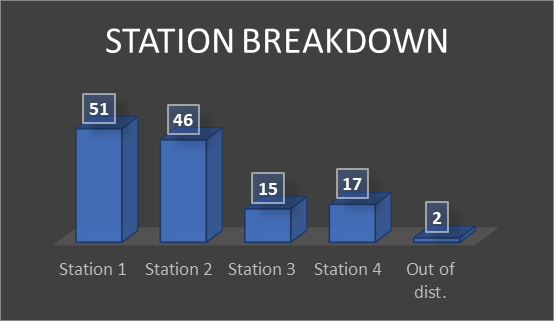 STATION BREAKDOWN
51
46
15
17
2
Station 1
Station 2
Station 3
Station 4
Out of
dist.